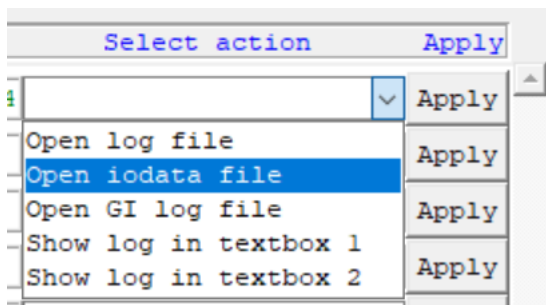 Select action Apply
4 Apply
Open log file
Apply
Open iodata file
Open GI log file Apply
Show log in textbox 1
Show log in textbox 2 Apply